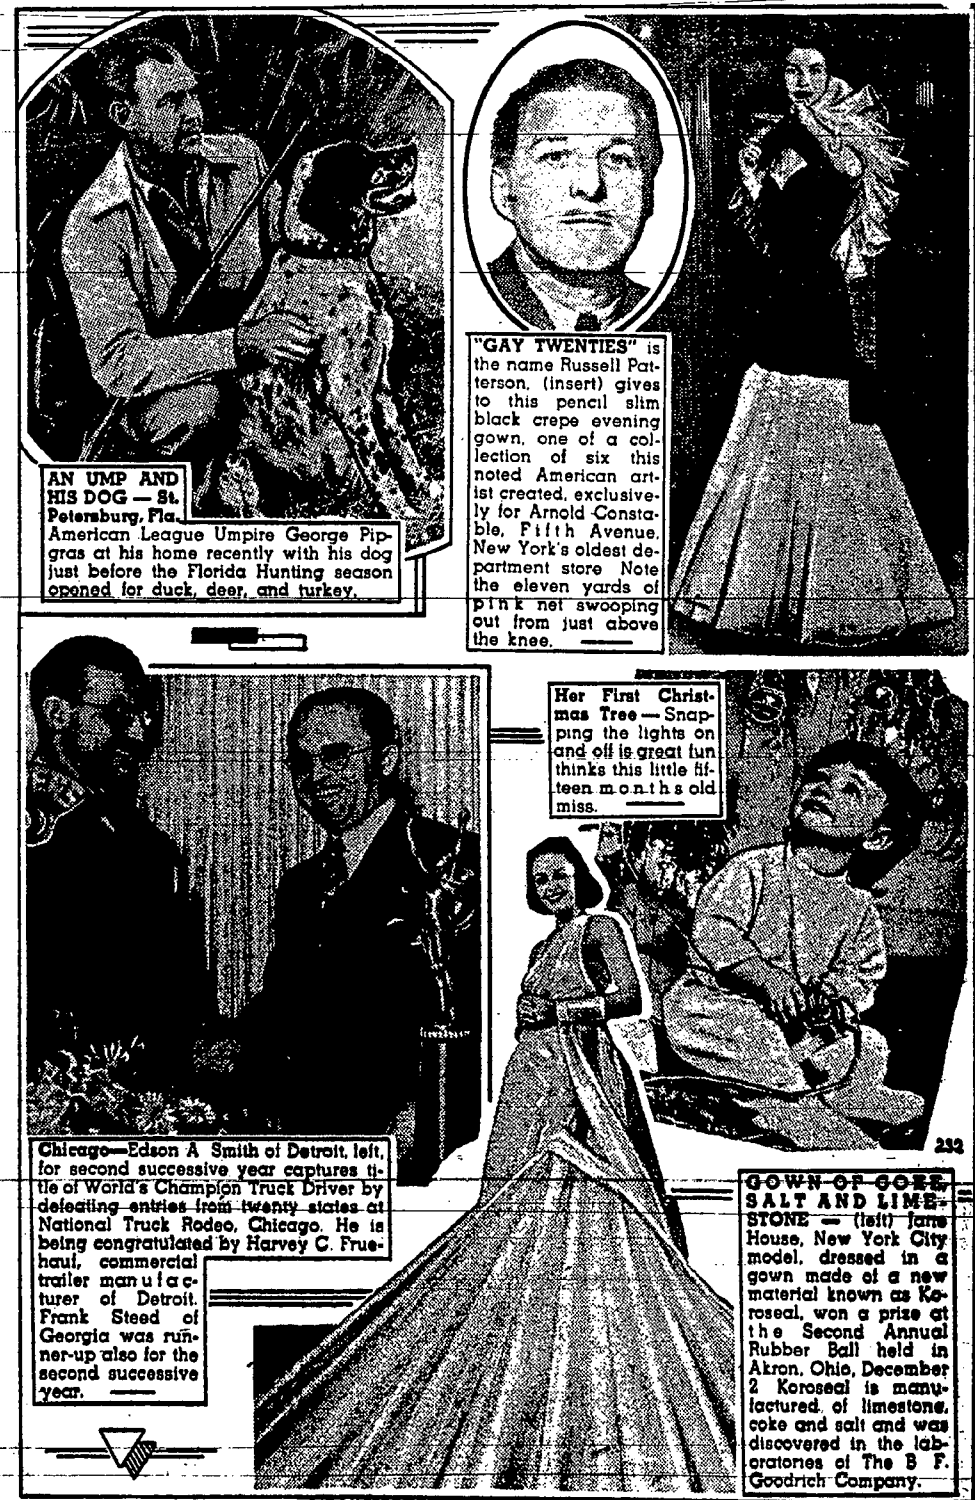 AN UMP AND
HIS DOG — St.
Petersburg, Fla.
American League Umpire George Pip-
gras at his home recently with his dog
just before the Florida Hunting season
opened for duck, deer, and turkey.
"GAY TWENTIES" is
the name Russell Pat-
terson, (insert) gives
to this pencil slim
black crepe evening
gown, one of a col-
lection of six this
noted American art-
ist created, exclusive-
ly for Arnold Consta-
ble, Fifth Avenue,
New York's oldest de-
partment store Note
the eleven yards of
pink net swooping
out from just above
the knee.
Her First Christ-
mas Tree — Snap-
ping the lights on
and off is great fun
thinks this little fif-
teen months old
miss.
Chicago—Edson A Smith of Detroit, left,
for second successive year captures ti-
tle of World's Champion Truck Driver by
defeating entries from twenty states at
National Truck Rodeo, Chicago. He is
being congratulated by Harvey C. Frue-
hauf, commercial
trailer manufac-
turer of Detroit.
Frank Steed of
Georgia was run-
ner-up also for the
second successive
year.
232
GOWN OF COKE,
SALT AND LIME-
STONE — (left) Jane
House, New York City
model, dressed in a
gown made of a new
material known as Ko-
roseal, won a prize at
the Second Annual
Rubber Ball held in
Akron, Ohio, December
2 Koroseal is manu-
factured of limestone,
coke and salt and was
discovered in the lab-
oratories of The B F.
Goodrich Company.